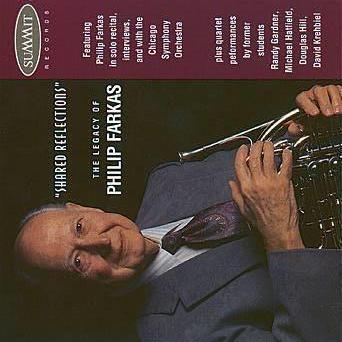 SUMMIT
RECORDS
Featuring
Philip Farkas
In solo recital,
interviews,
and with the
Chicago
Symphony
Orchestra
plus quartet
peformances
by former
students
Randy Gardner,
Michael Hatfield,
Douglas Hill,
David Krehbiel
"SHARED REFLECTIONS"
THE LEGACY OF
PHILIP FARKAS